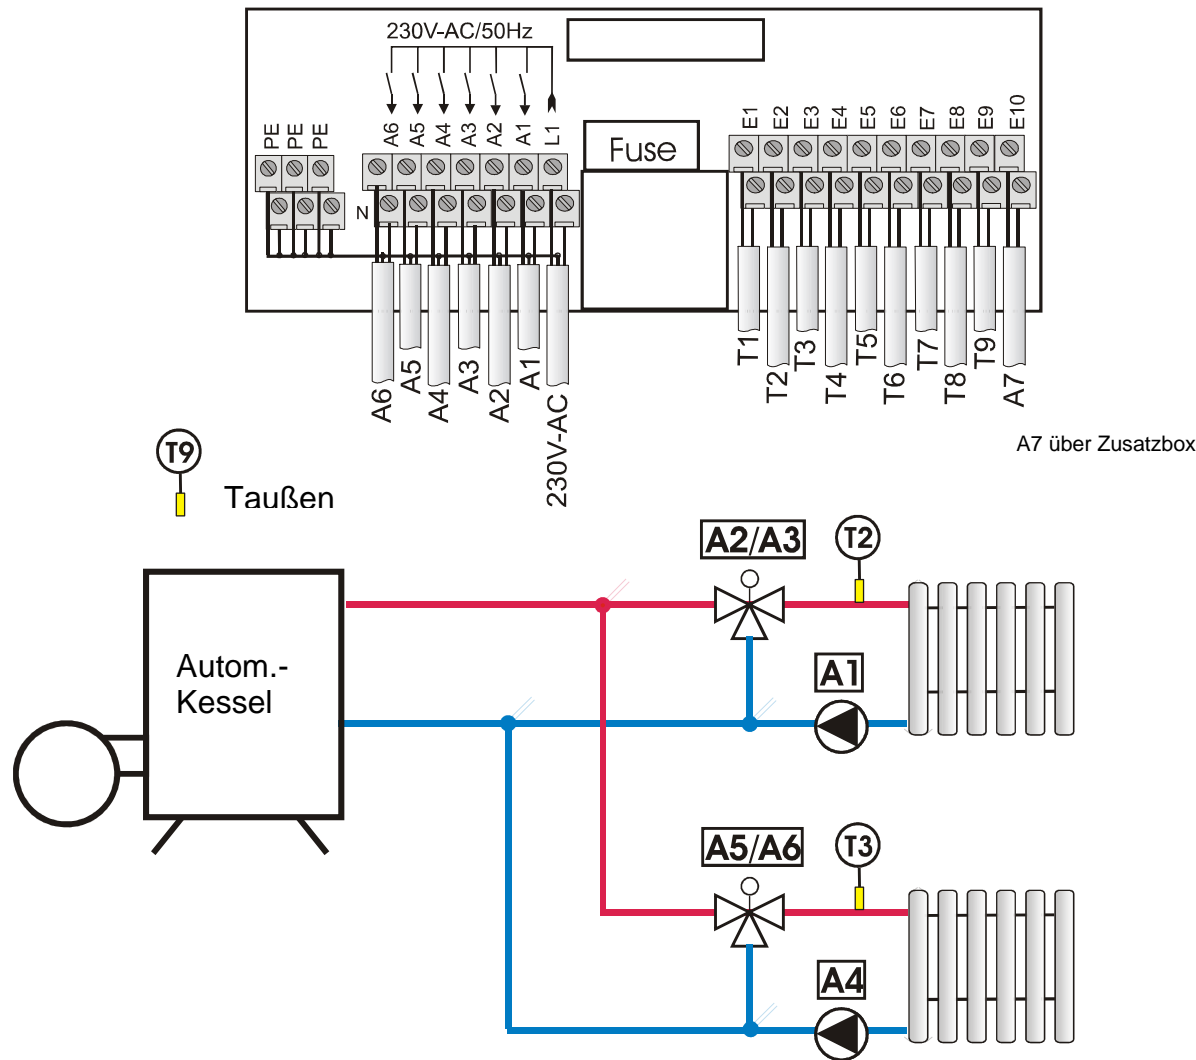 230V-AC/50Hz
PE PE PE
A6 A5 A4 A3 A2 A1 L1
Fuse
E1 E2 E3 E4 E5 E6 E7 E8 E9 E10
N
T1 T2 T3 T4 T5 T6 T7 T8 T9 A7
A6 A5 A4 A3 A2 A1 230V-AC
A7 über Zusatzbox
T9
Taußen
A2/A3
T2
Autom.-
Kessel
A1
A5/A6
T3
A4